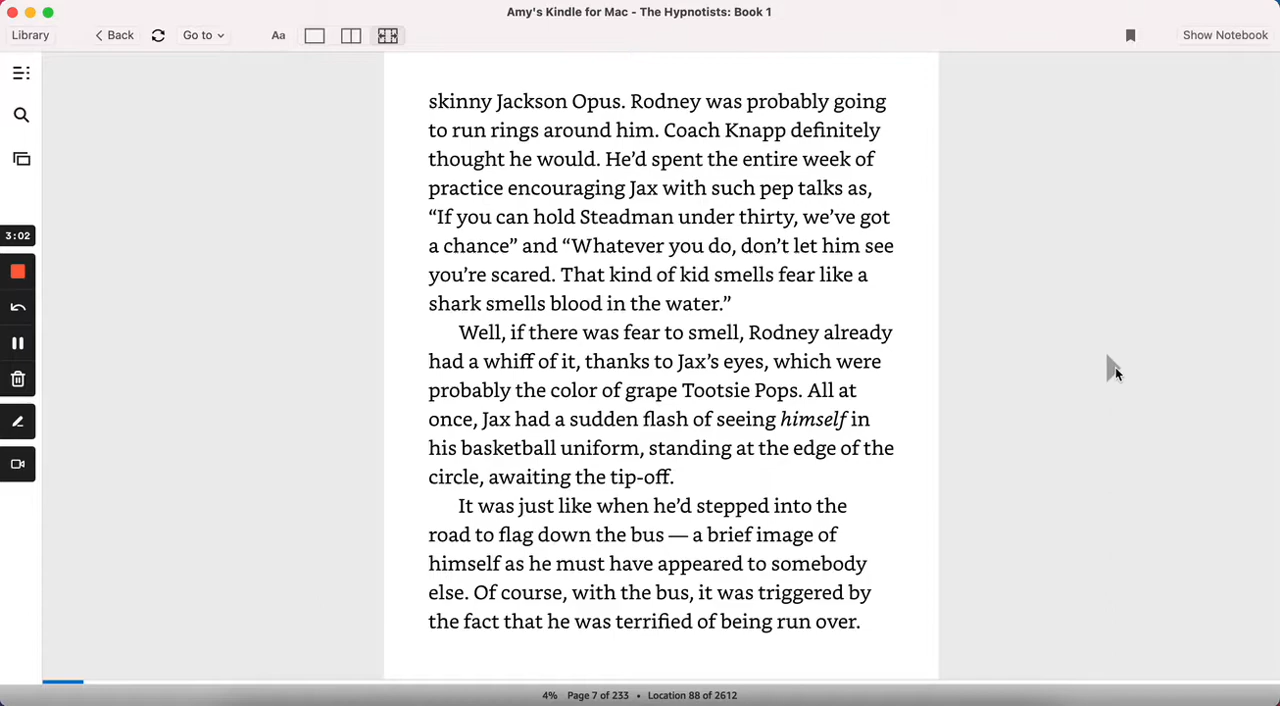 Amy's Kindle for Mac - The Hypnotists: Book 1
Library
Back
Go to
Aa
Show Notebook
skinny Jackson Opus. Rodney was probably going
to run rings around him. Coach Knapp definitely
thought he would. He’d spent the entire week of
practice encouraging Jax with such pep talks as,
“If you can hold Steadman under thirty, we’ve got
a chance” and “Whatever you do, don’t let him see
you’re scared. That kind of kid smells fear like a
shark smells blood in the water.”
Well, if there was fear to smell, Rodney already
had a whiff of it, thanks to Jax’s eyes, which were
probably the color of grape Tootsie Pops. All at
once, Jax had a sudden flash of seeing himself in
his basketball uniform, standing at the edge of the
circle, awaiting the tip-off.
It was just like when he’d stepped into the
road to flag down the bus — a brief image of
himself as he must have appeared to somebody
else. Of course, with the bus, it was triggered by
the fact that he was terrified of being run over.
3:02
4% Page 7 of 233 • Location 88 of 2612